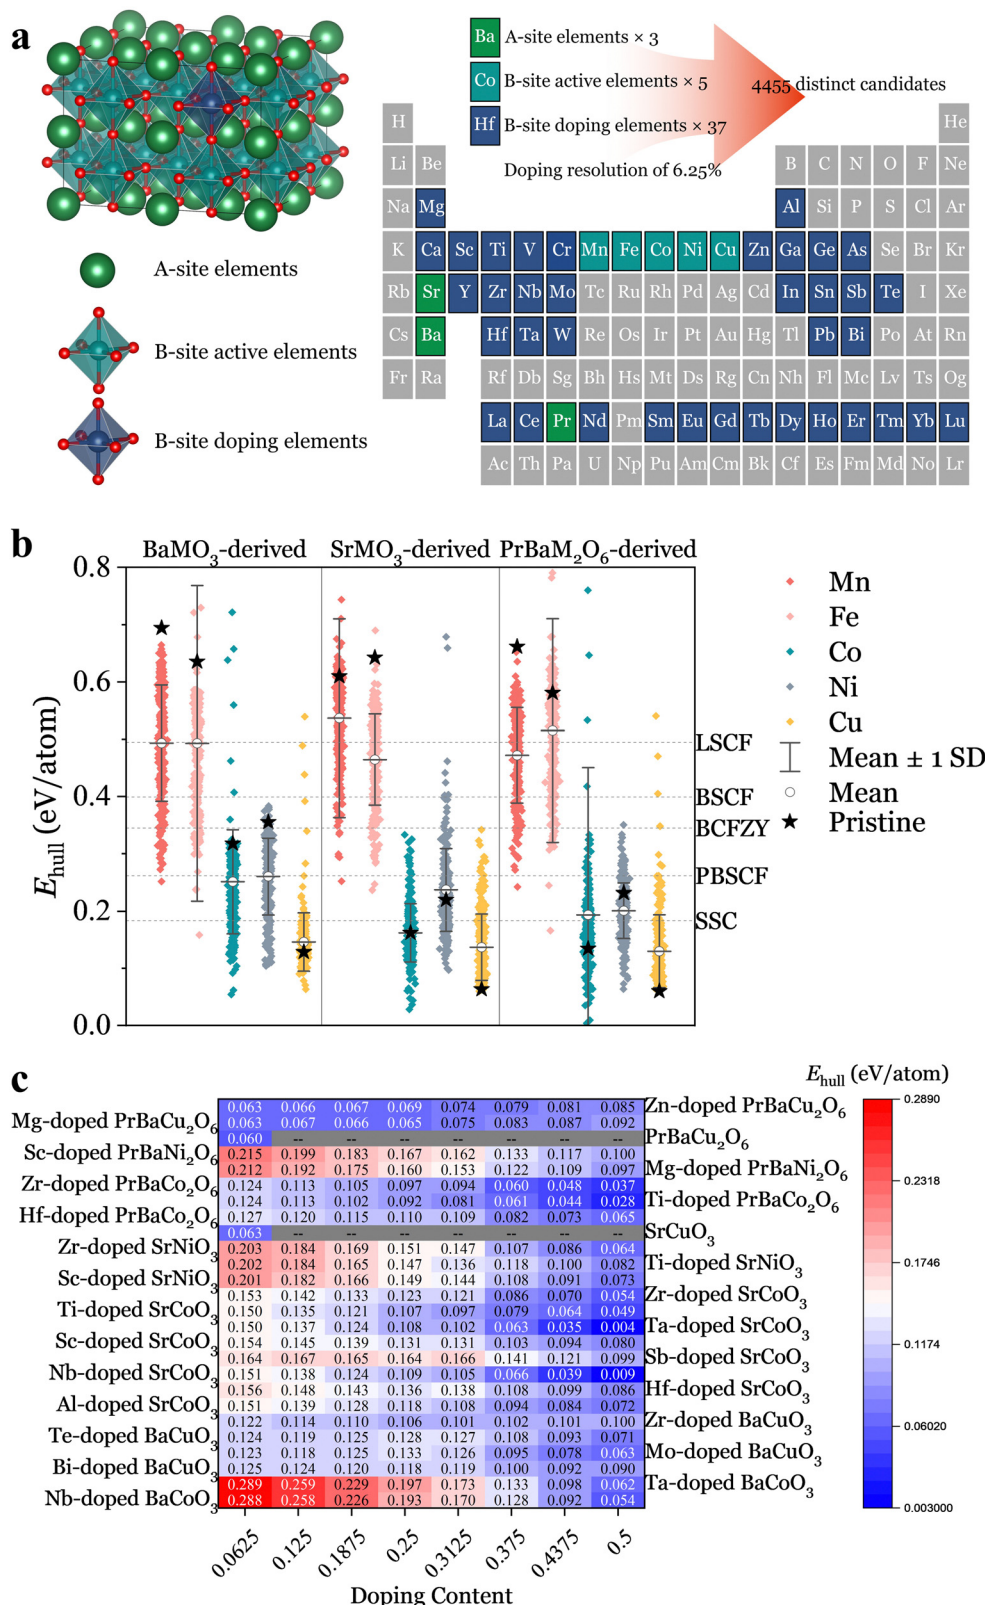 a
Ba A-site elements × 3
Co B-site active elements × 5
Hf B-site doping elements × 37
Doping resolution of 6.25%
4455 distinct candidates
A-site elements
B-site active elements
B-site doping elements
H He
Li Be B C N O F Ne
Na Mg Al Si P S Cl Ar
K Ca Sc Ti V Cr Mn Fe Co Ni Cu Zn Ga Ge As Se Br Kr
Rb Sr Y Zr Nb Mo Tc Ru Rh Pd Ag Cd In Sn Sb Te I Xe
Cs Ba Hf Ta W Re Os Ir Pt Au Hg Tl Pb Bi Po At Rn
Fr Ra Rf Db Sg Bh Hs Mt Ds Rg Cn Nh Fl Mc Lv Ts Og
La Ce Pr Nd Pm Sm Eu Gd Tb Dy Ho Er Tm Yb Lu
Ac Th Pa U Np Pu Am Cm Bk Cf Es Fm Md No Lr
b
BaMO₃-derived SrMO₃-derived PrBaM₂O₆-derived
E_hull (eV/atom)
0.8
0.6
0.4
0.2
0.0
LSCF
BSCF
BCFZY
PBSCF
SSC
Mn
Fe
Co
Ni
Cu
Mean ± 1 SD
Mean
Pristine
c
E_hull (eV/atom)
Zn-doped PrBaCu₂O₆
Mg-doped PrBaCu₂O₆
PrBaCu₂O₆
Sc-doped PrBaNi₂O₆
Mg-doped PrBaNi₂O₆
Zr-doped PrBaCo₂O₆
Ti-doped PrBaCo₂O₆
Hf-doped PrBaCo₂O₆
SrCuO₃
Zr-doped SrNiO₃
Ti-doped SrNiO₃
Sc-doped SrNiO₃
Zr-doped SrCoO₃
Ti-doped SrCoO₃
Ta-doped SrCoO₃
Sc-doped SrCoO₃
Sb-doped SrCoO₃
Nb-doped SrCoO₃
Hf-doped SrCoO₃
Al-doped SrCoO₃
Zr-doped BaCuO₃
Te-doped BaCuO₃
Mo-doped BaCuO₃
Bi-doped BaCuO₃
Ta-doped BaCoO₃
Nb-doped BaCoO₃
0.063 0.066 0.067 0.069 0.074 0.079 0.081 0.085
0.063 0.067 0.066 0.065 0.075 0.083 0.087 0.092
0.060 -- -- -- -- -- -- --
0.215 0.199 0.183 0.167 0.162 0.133 0.117 0.100
0.212 0.192 0.175 0.160 0.153 0.122 0.109 0.097
0.124 0.113 0.105 0.097 0.094 0.060 0.048 0.037
0.124 0.113 0.102 0.092 0.081 0.061 0.044 0.028
0.127 0.120 0.115 0.110 0.109 0.082 0.073 0.065
0.063 -- -- -- -- -- -- --
0.203 0.184 0.169 0.151 0.147 0.107 0.086 0.064
0.202 0.184 0.165 0.147 0.136 0.118 0.100 0.082
0.201 0.182 0.166 0.149 0.144 0.108 0.091 0.073
0.153 0.142 0.133 0.123 0.121 0.086 0.070 0.054
0.150 0.135 0.121 0.107 0.097 0.079 0.064 0.049
0.150 0.137 0.124 0.108 0.102 0.063 0.035 0.004
0.154 0.145 0.139 0.131 0.131 0.103 0.094 0.080
0.164 0.167 0.165 0.164 0.166 0.141 0.121 0.099
0.151 0.138 0.124 0.109 0.105 0.066 0.039 0.009
0.156 0.148 0.143 0.136 0.138 0.108 0.099 0.086
0.151 0.139 0.128 0.118 0.108 0.094 0.084 0.072
0.122 0.114 0.110 0.106 0.101 0.102 0.101 0.100
0.124 0.119 0.125 0.128 0.127 0.108 0.093 0.071
0.123 0.118 0.125 0.133 0.126 0.095 0.078 0.063
0.125 0.124 0.120 0.118 0.119 0.100 0.092 0.090
0.289 0.259 0.229 0.197 0.173 0.133 0.098 0.062
0.288 0.258 0.226 0.193 0.170 0.128 0.092 0.054
0.0625 0.125 0.1875 0.25 0.3125 0.375 0.4375 0.5
Doping Content
0.2890
0.2318
0.1746
0.1174
0.06020
0.003000